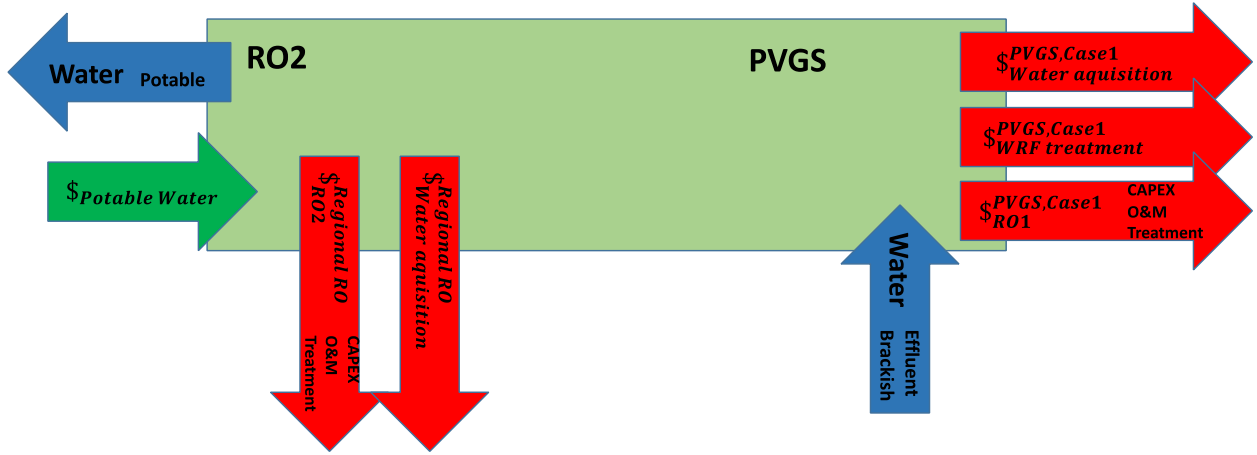 Water Potable
RO2
PVGS
$PVGS,Case1
Water aquisition
$PVGS,Case1
WRF treatment
$PVGS,Case1
RO1
CAPEX
O&M
Treatment
$Potable Water
$Regional RO
RO2
CAPEX
O&M
Treatment
$Regional RO
Water aquisition
Water
Effluent
Brackish